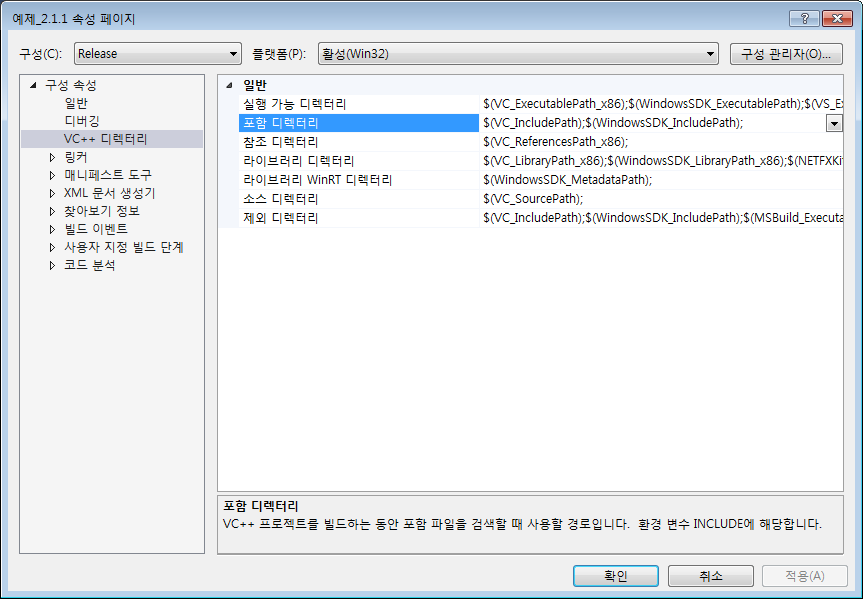 예제_2.1.1 속성 페이지
구성(C): Release 플랫폼(P): 활성(Win32) 구성 관리자(O)...
구성 속성
일반
디버깅
VC++ 디렉터리
링커
매니페스트 도구
XML 문서 생성기
찾아보기 정보
빌드 이벤트
사용자 지정 빌드 단계
코드 분석
일반
실행 가능 디렉터리 $(VC_ExecutablePath_x86);$(WindowsSDK_ExecutablePath);$(VS_E
포함 디렉터리 $(VC_IncludePath);$(WindowsSDK_IncludePath);
참조 디렉터리 $(VC_ReferencesPath_x86);
라이브러리 디렉터리 $(VC_LibraryPath_x86);$(WindowsSDK_LibraryPath_x86);$(NETFXKi
라이브러리 WinRT 디렉터리 $(WindowsSDK_MetadataPath);
소스 디렉터리 $(VC_SourcePath);
제외 디렉터리 $(VC_IncludePath);$(WindowsSDK_IncludePath);$(MSBuild_Executa
포함 디렉터리
VC++ 프로젝트를 빌드하는 동안 포함 파일을 검색할 때 사용할 경로입니다. 환경 변수 INCLUDE에 해당합니다.
확인 취소 적용(A)